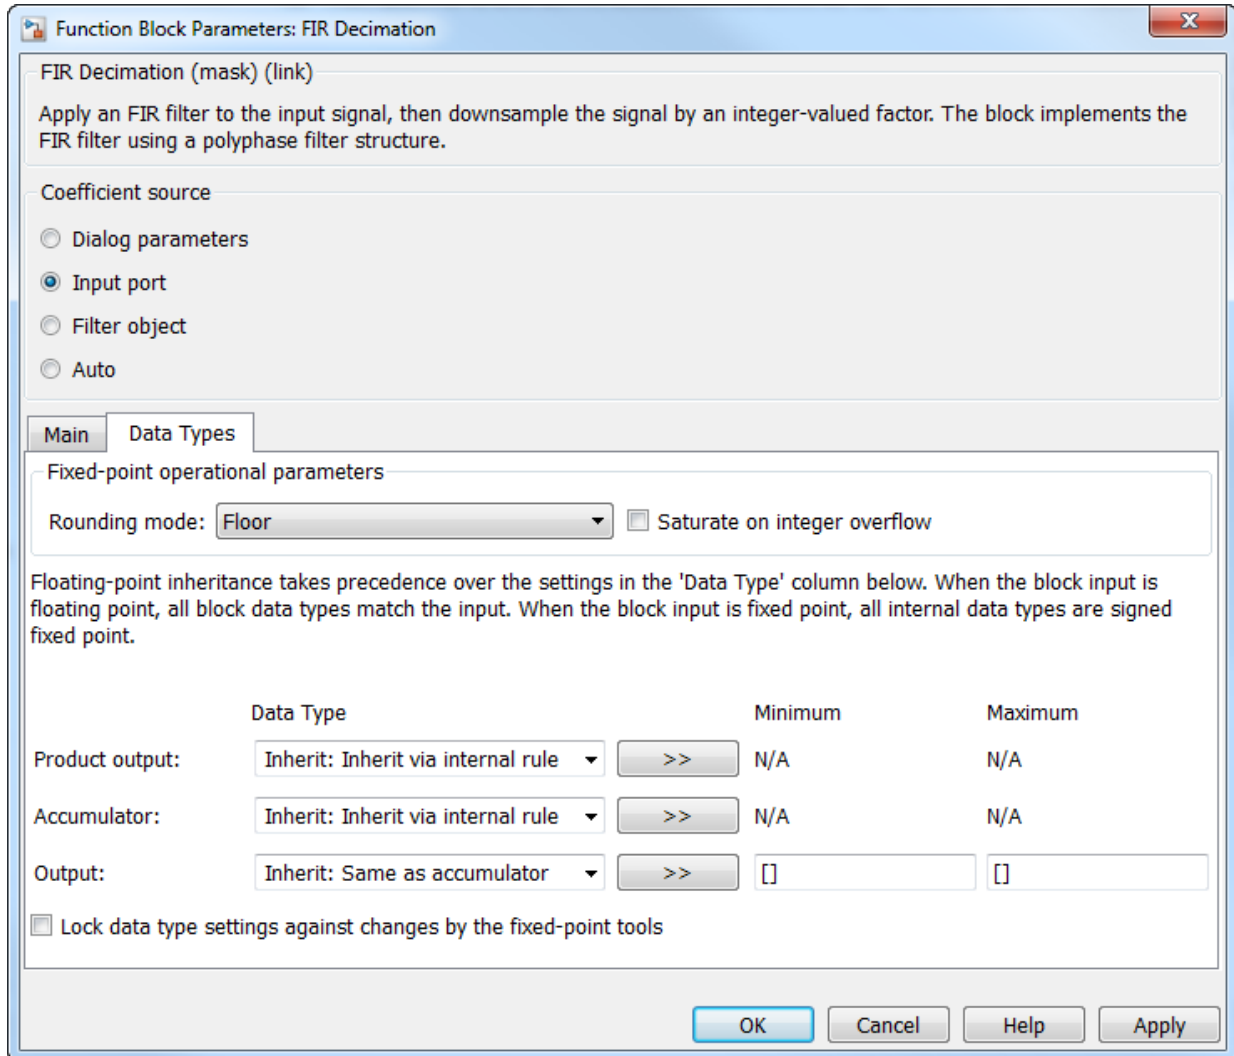 Function Block Parameters: FIR Decimation
X
FIR Decimation (mask) (link)
Apply an FIR filter to the input signal, then downsample the signal by an integer-valued factor. The block implements the
FIR filter using a polyphase filter structure.
Coefficient source
Dialog parameters
Input port
Filter object
Auto
Main Data Types
Fixed-point operational parameters
Rounding mode: Floor Saturate on integer overflow
Floating-point inheritance takes precedence over the settings in the 'Data Type' column below. When the block input is
floating point, all block data types match the input. When the block input is fixed point, all internal data types are signed
fixed point.
Data Type Minimum Maximum
Product output: Inherit: Inherit via internal rule >> N/A N/A
Accumulator: Inherit: Inherit via internal rule >> N/A N/A
Output: Inherit: Same as accumulator >> [] []
Lock data type settings against changes by the fixed-point tools
OK Cancel Help Apply